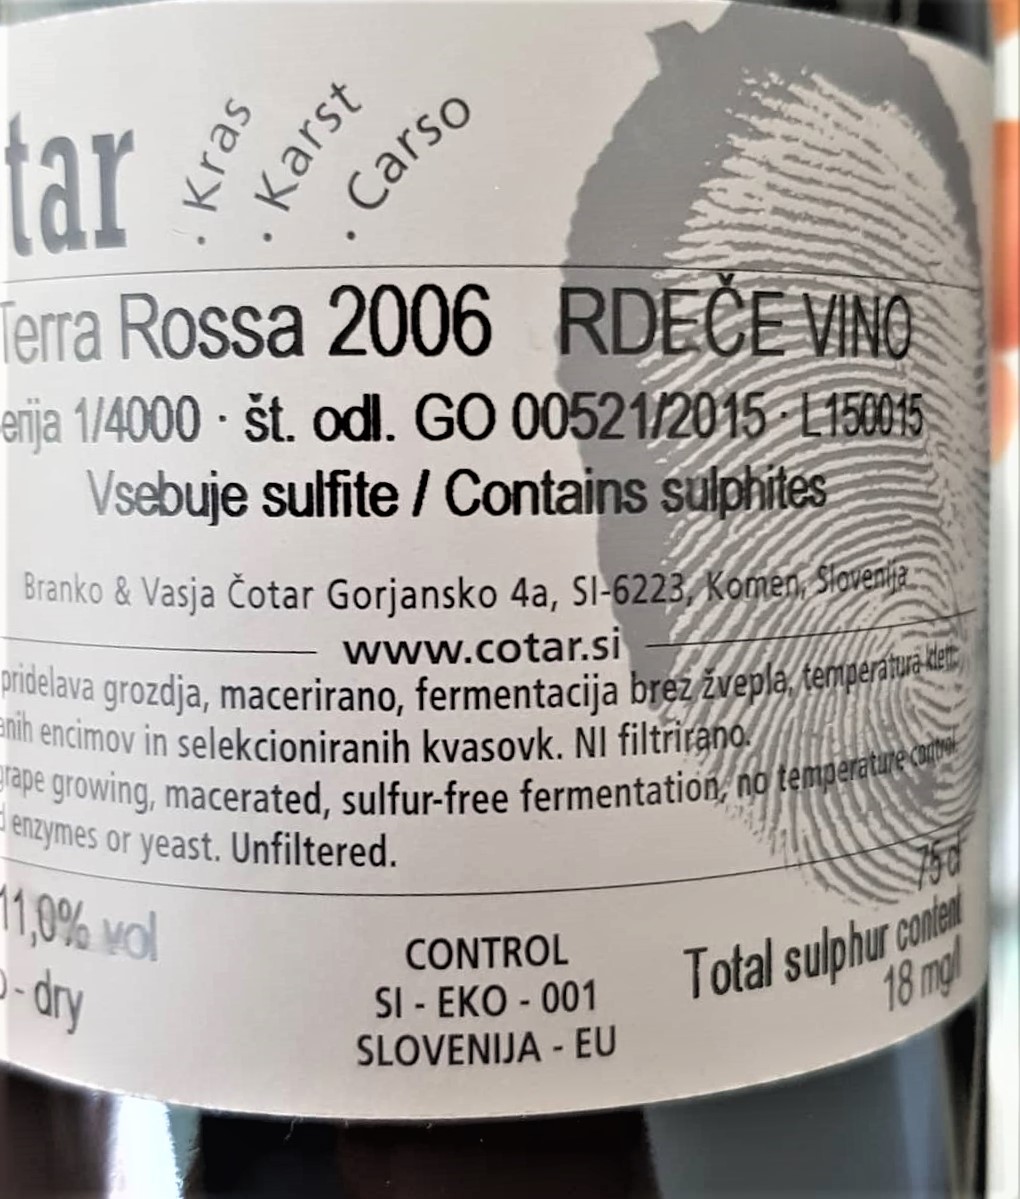 tar
· Kras
· Karst
· Carso
Terra Rossa 2006 RDEČE VINO
erija 1/4000 · št. odl. GO 00521/2015 · L150015
Vsebuje sulfite / Contains sulphites
Branko & Vasja Čotar Gorjansko 4a, SI-6223, Komen, Slovenija
www.cotar.si
pridelava grozdja, macerirano, fermentacija brez žvepla, temperatura kleti
anih encimov in selekcioniranih kvasovk. NI filtrirano.
grape growing, macerated, sulfur-free fermentation, no temperature control
d enzymes or yeast. Unfiltered.
75 cl
11,0% vol
o - dry
CONTROL
SI - EKO - 001
SLOVENIJA - EU
Total sulphur content
18 mg/l